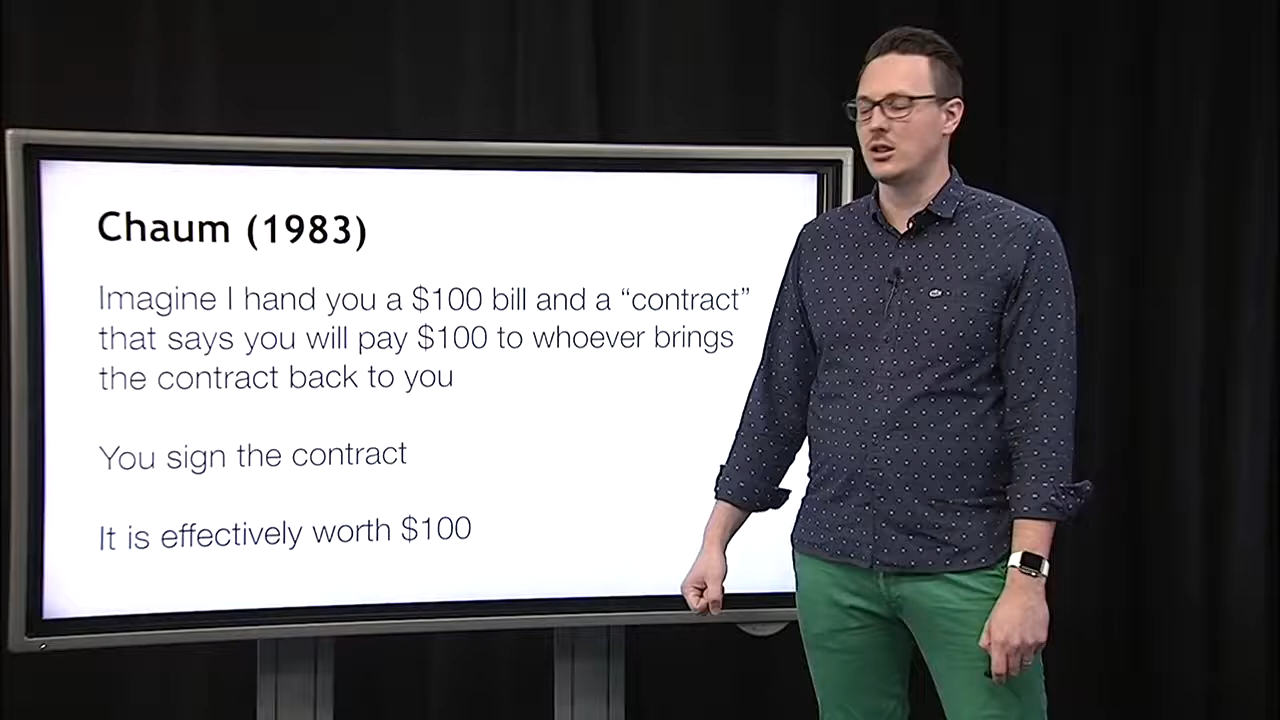 Chaum (1983)
Imagine I hand you a $100 bill and a “contract”
that says you will pay $100 to whoever brings
the contract back to you
You sign the contract
It is effectively worth $100